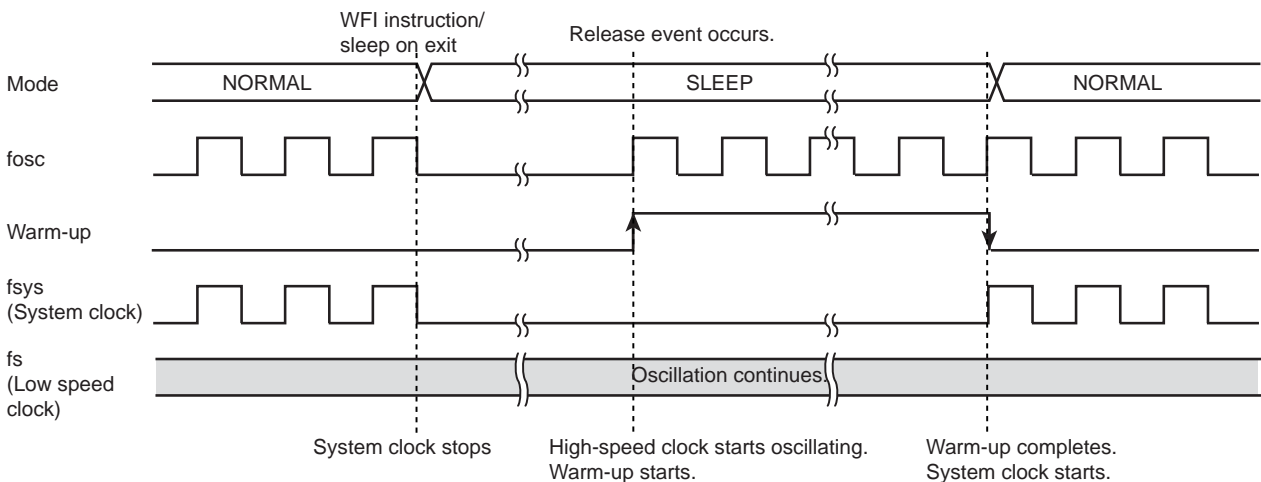 WFI instruction/
sleep on exit
Release event occurs.
Mode
NORMAL
SLEEP
NORMAL
fosc
Warm-up
fsys
(System clock)
fs
(Low speed
clock)
Oscillation continues.
System clock stops
High-speed clock starts oscillating.
Warm-up starts.
Warm-up completes.
System clock starts.